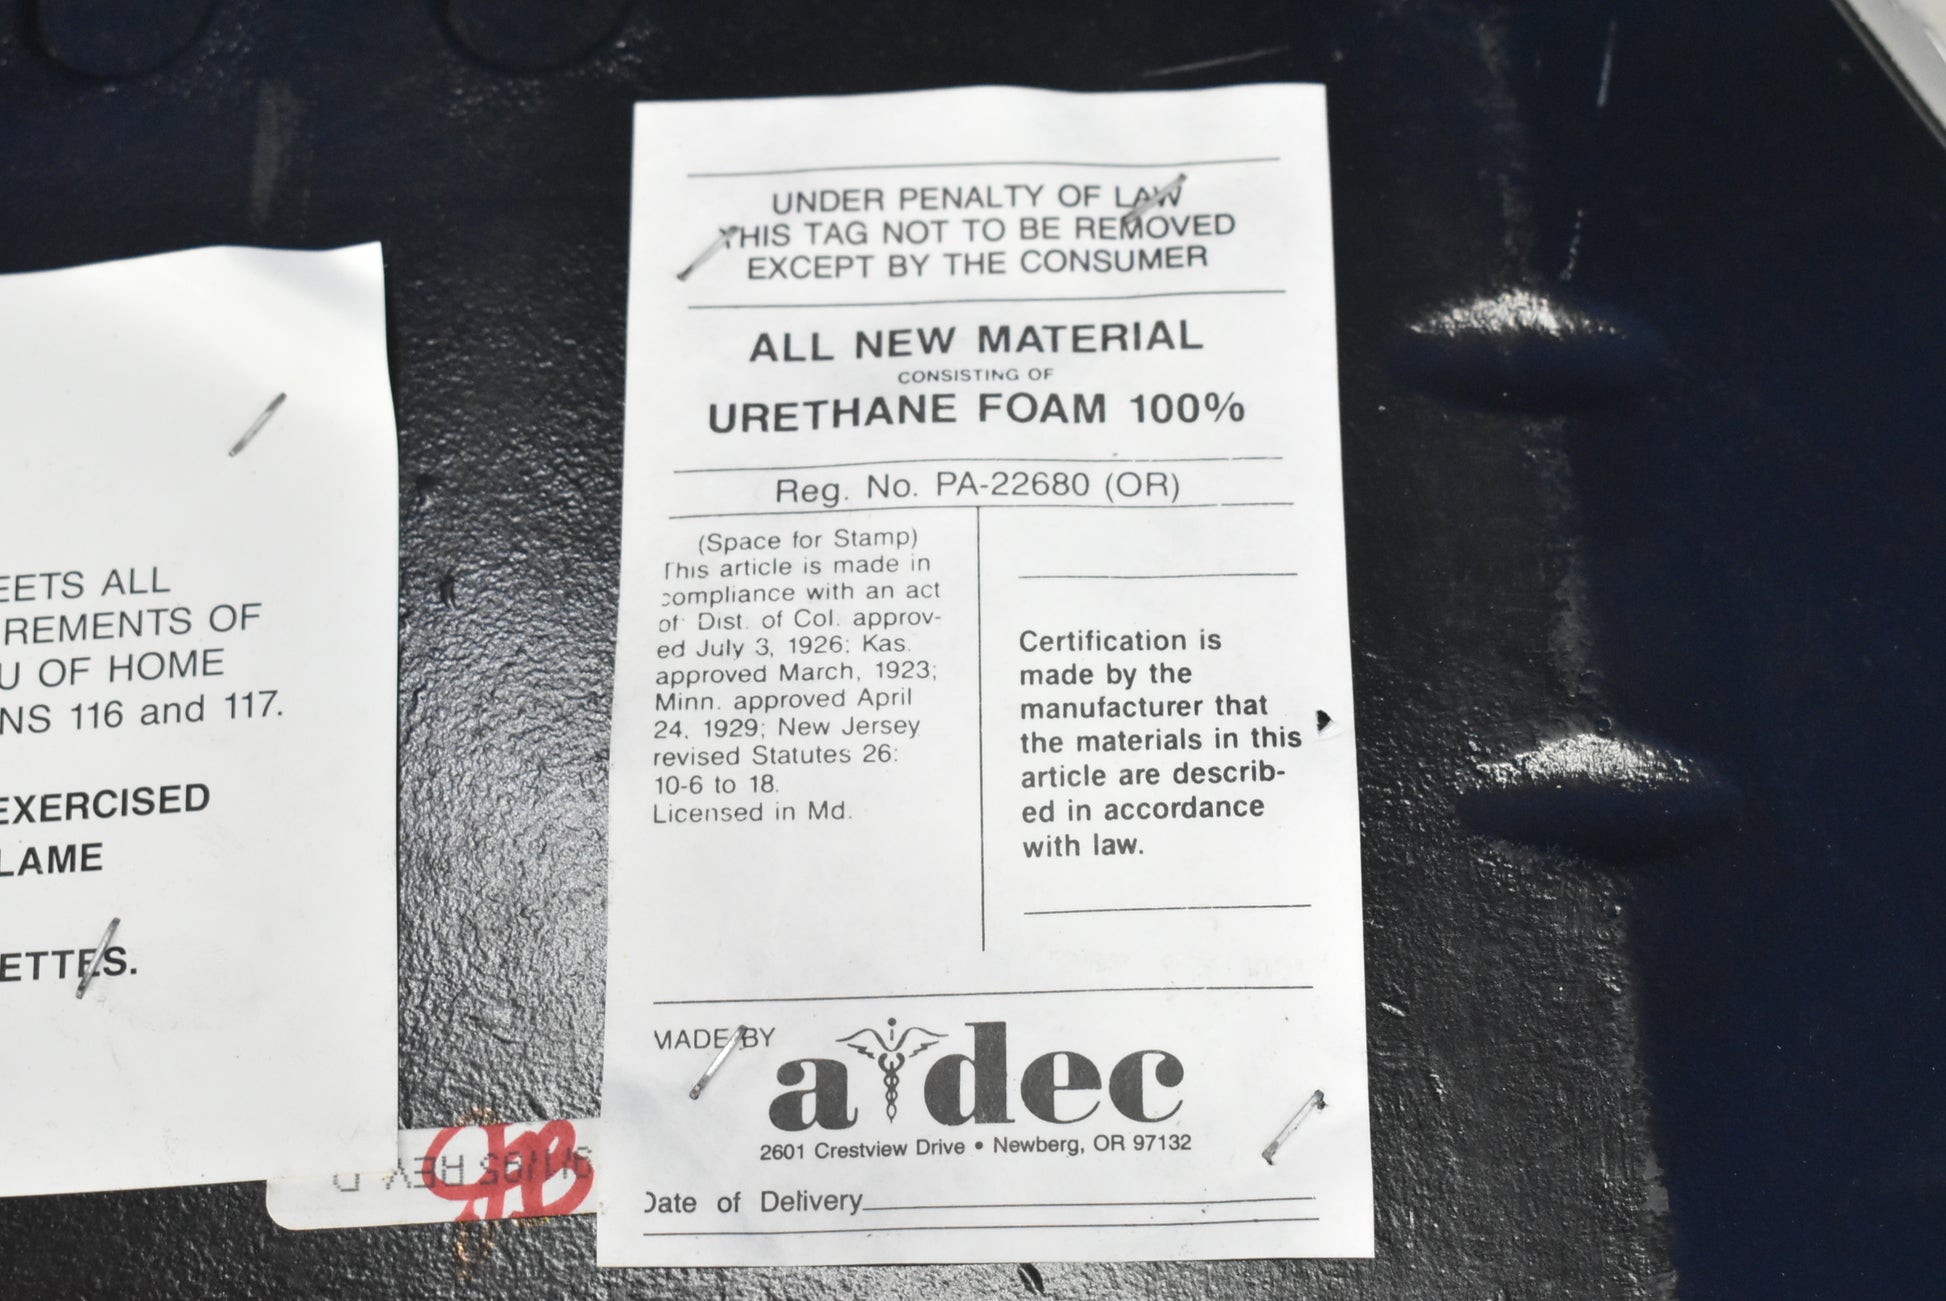 UNDER PENALTY OF LAW
THIS TAG NOT TO BE REMOVED
EXCEPT BY THE CONSUMER
ALL NEW MATERIAL
CONSISTING OF
URETHANE FOAM 100%
Reg. No. PA-22680 (OR)
(Space for Stamp)
This article is made in
compliance with an act
of Dist. of Col. approv-
ed July 3, 1926; Kas.
approved March, 1923;
Minn. approved April
24, 1929; New Jersey
revised Statutes 26:
10-6 to 18.
Licensed in Md.
Certification is
made by the
manufacturer that
the materials in this
article are describ-
ed in accordance
with law.
MADE BY
a dec
2601 Crestview Drive • Newberg, OR 97132
Date of Delivery
EETS ALL
REMENTS OF
U OF HOME
NS 116 and 117.
EXERCISED
LAME
ETTES.
REV